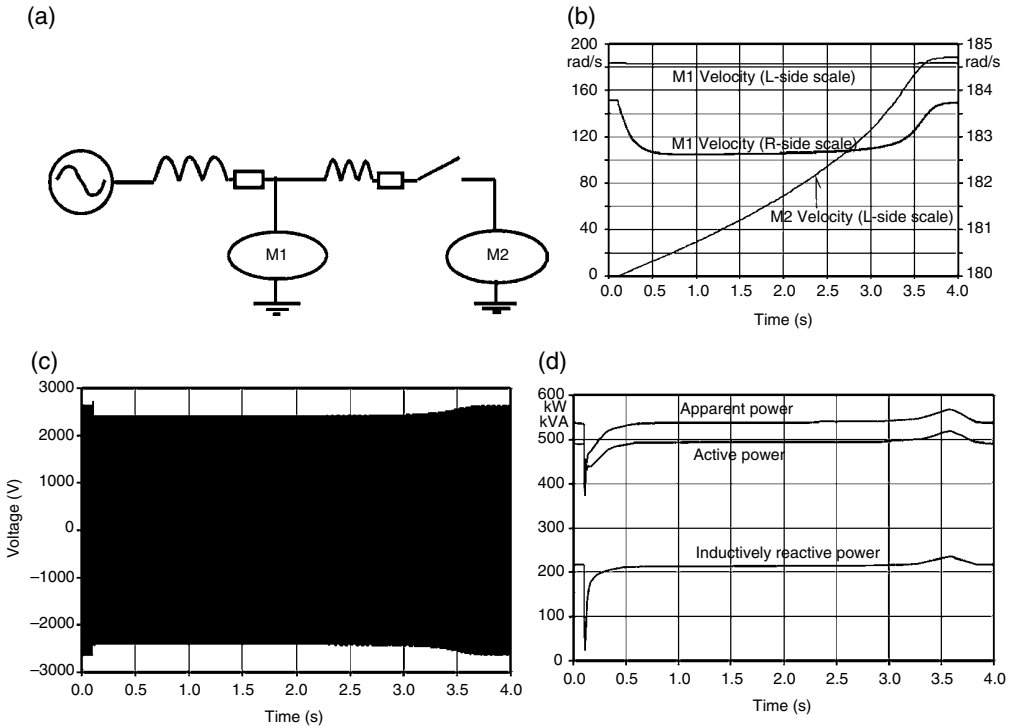 (a)
M1
M2
(b)
200
rad/s
160
120
80
40
0
185
rad/s
184
183
182
181
180
M1 Velocity (L-side scale)
M1 Velocity (R-side scale)
M2 Velocity (L-side scale)
0.0 0.5 1.0 1.5 2.0 2.5 3.0 3.5 4.0
Time (s)
(c)
3000
2000
1000
0
−1000
−2000
−3000
Voltage (V)
0.0 0.5 1.0 1.5 2.0 2.5 3.0 3.5 4.0
Time (s)
(d)
600
kW
kVA
500
400
300
200
100
0
Apparent power
Active power
Inductively reactive power
0.0 0.5 1.0 1.5 2.0 2.5 3.0 3.5 4.0
Time (s)